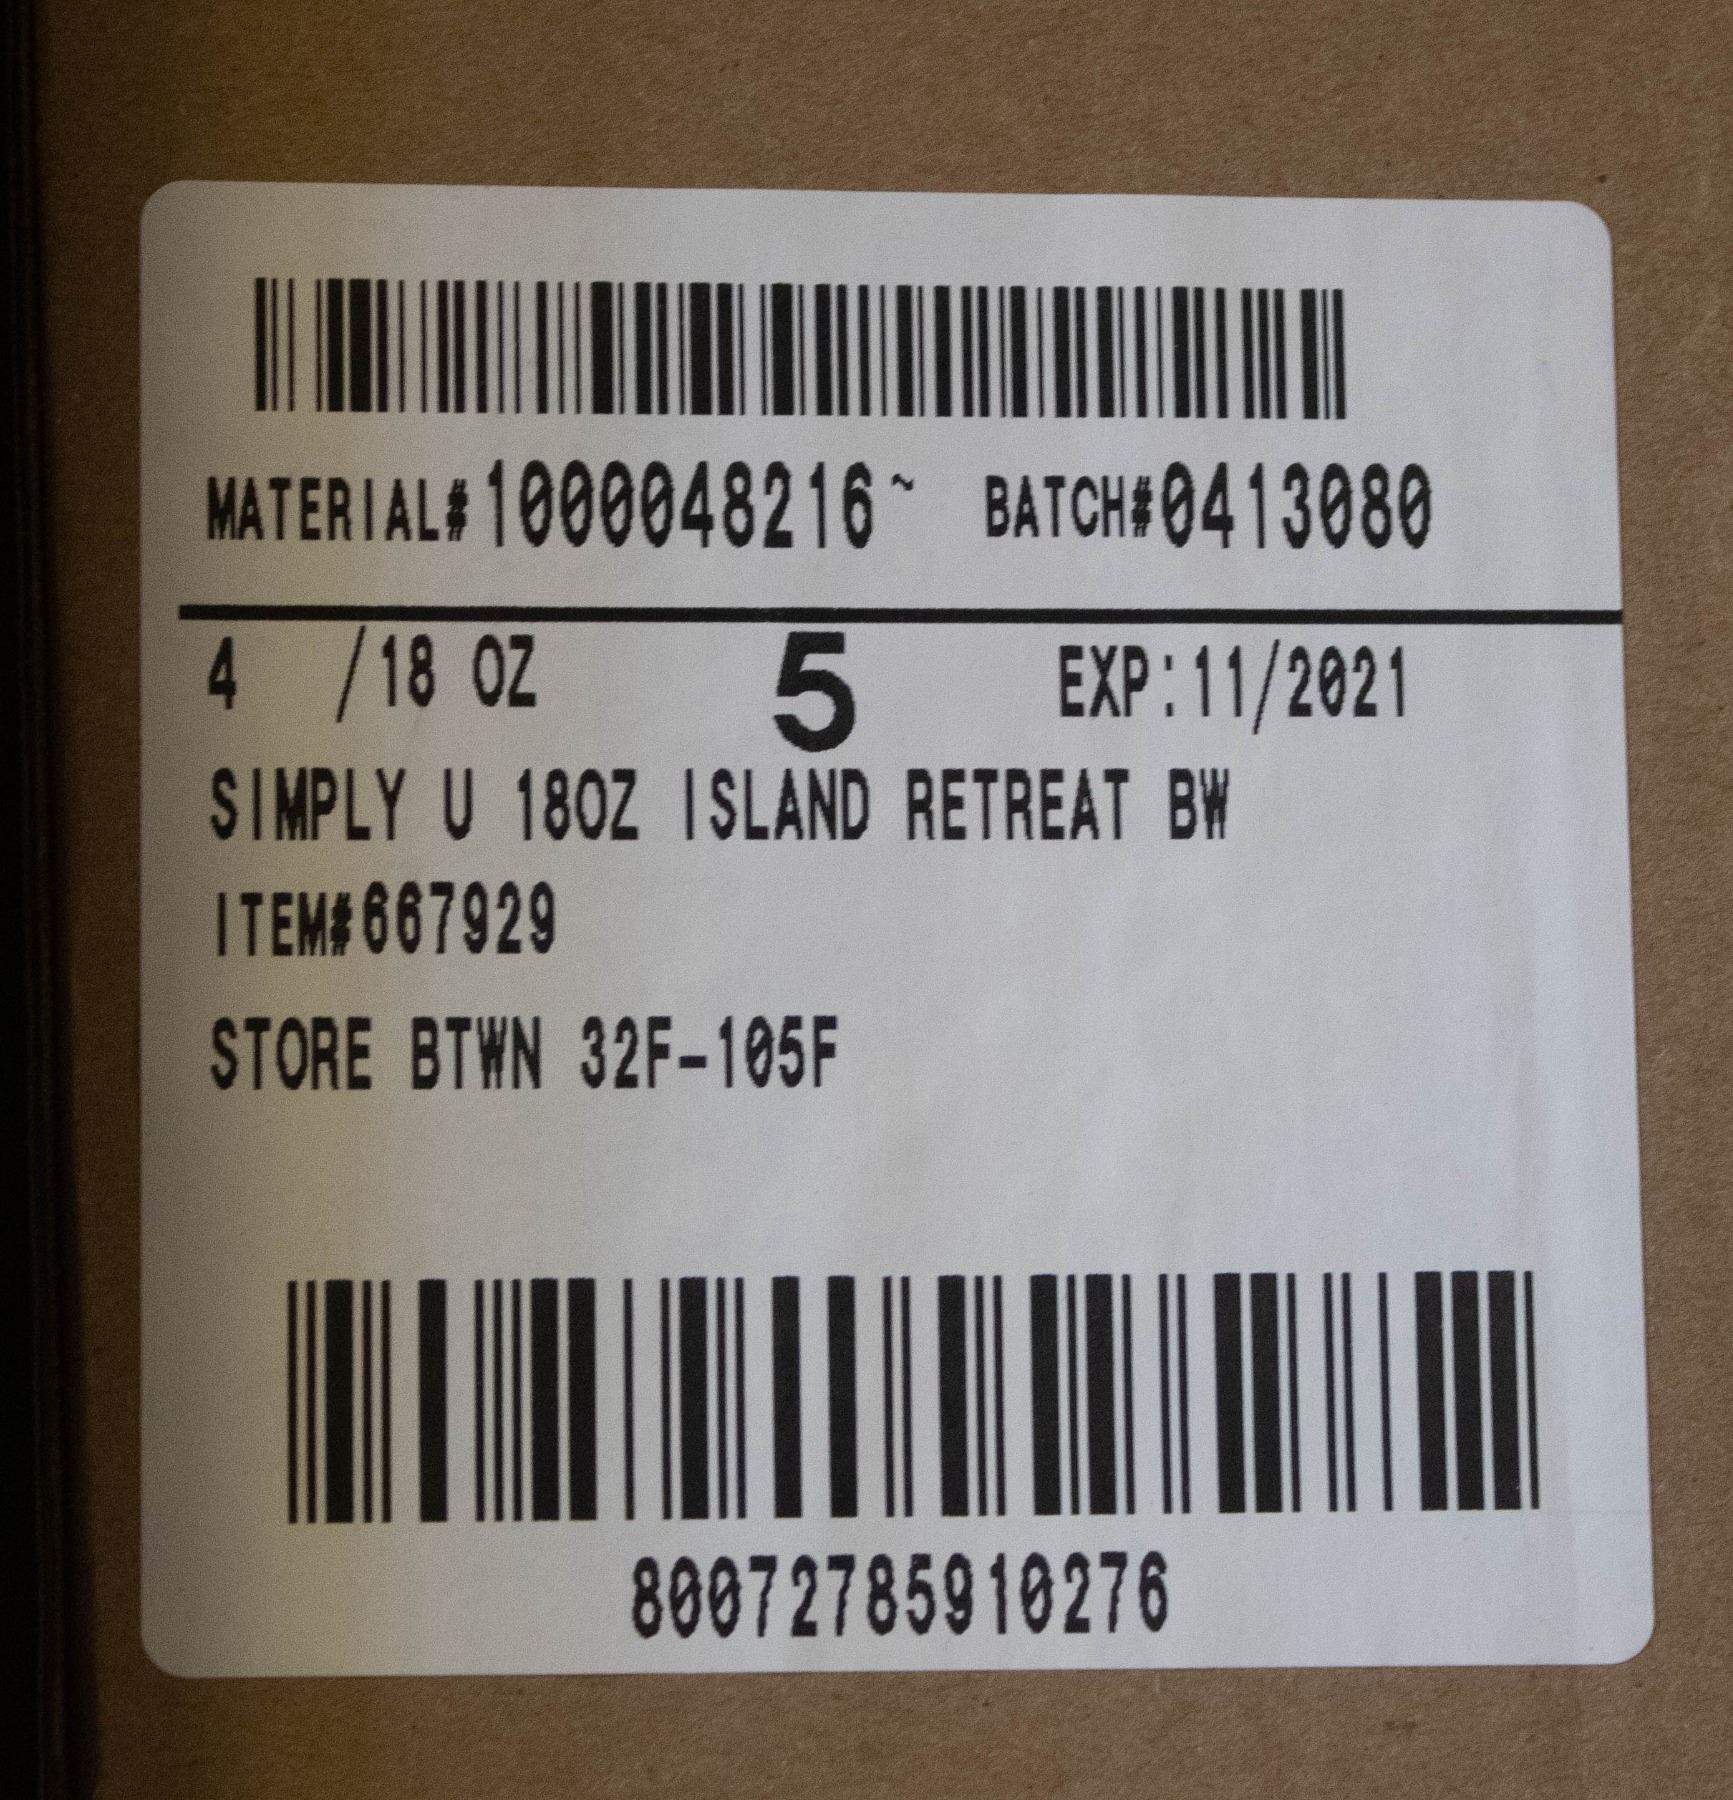 MATERIAL#1000048216~ BATCH#0413080
4 /18 OZ 5 EXP:11/2021
SIMPLY U 18OZ ISLAND RETREAT BW
ITEM#667929
STORE BTWN 32F-105F
80072785910276